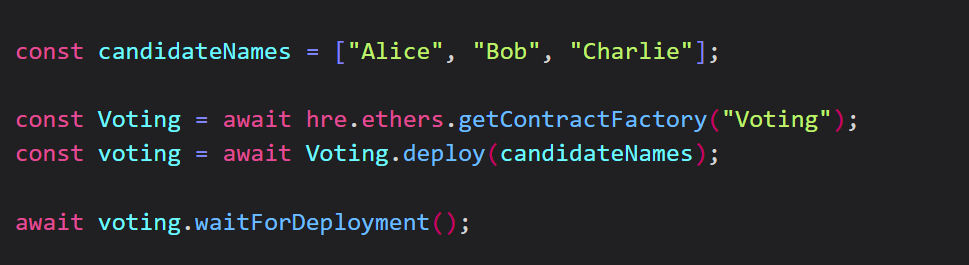 const candidateNames = ["Alice", "Bob", "Charlie"];
const Voting = await hre.ethers.getContractFactory("Voting");
const voting = await Voting.deploy(candidateNames);
await voting.waitForDeployment();